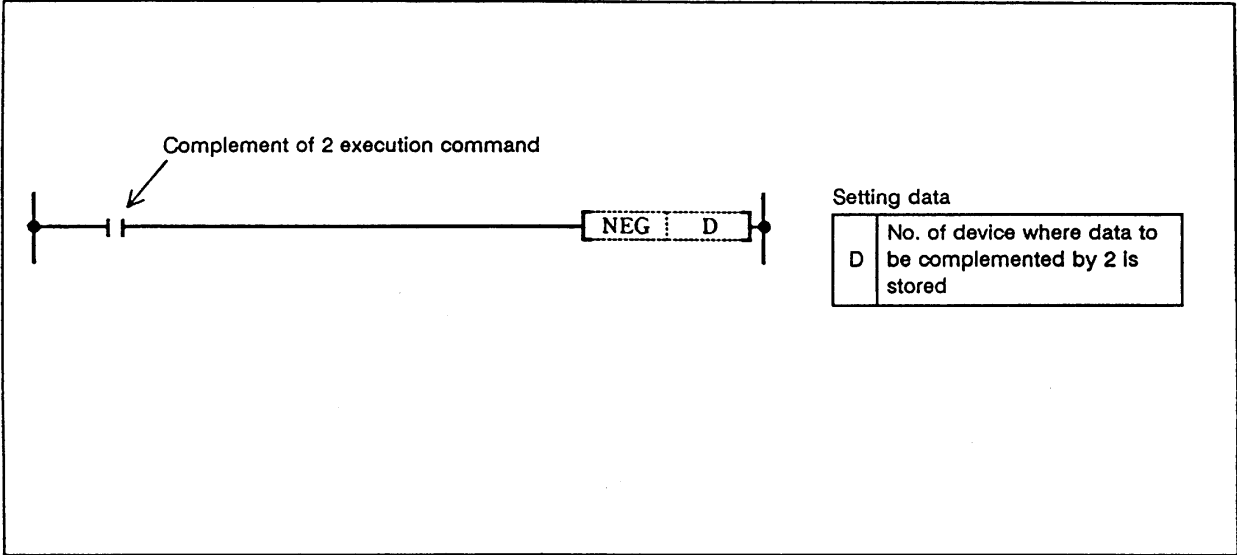 Complement of 2 execution command
NEG D
Setting data
D No. of device where data to
be complemented by 2 is
stored